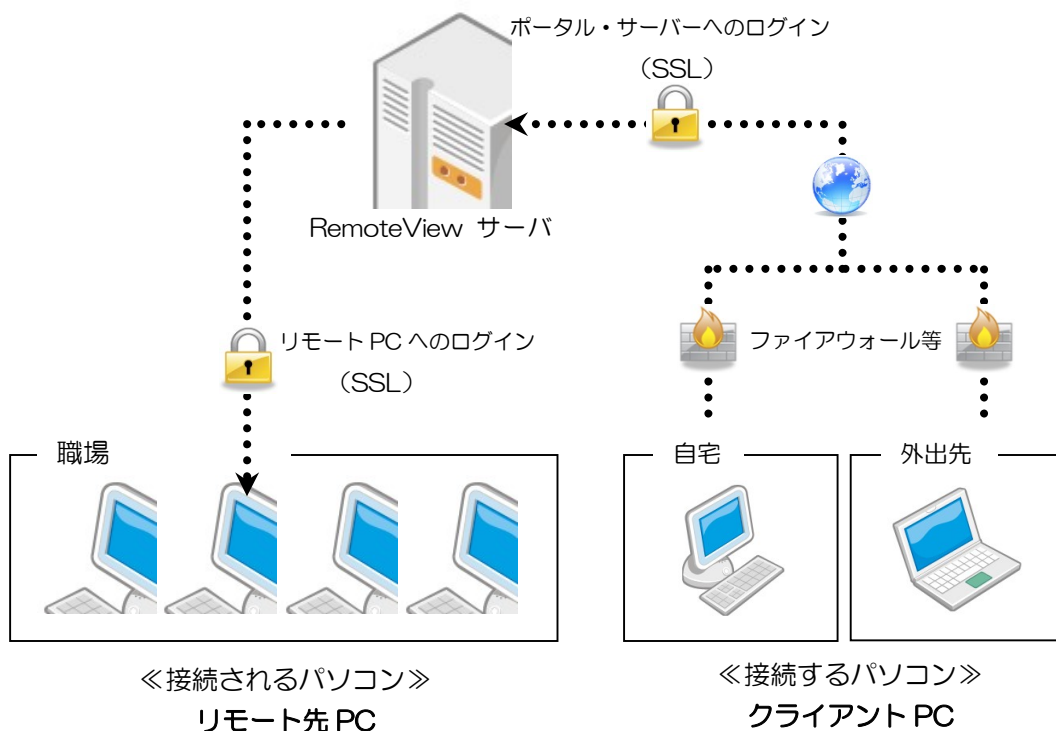 ポータル・サーバーへのログイン
（SSL）
RemoteView サーバ
リモート PC へのログイン
（SSL）
ファイアウォール等
職場
自宅
外出先
≪接続されるパソコン≫
リモート先 PC
≪接続するパソコン≫
クライアント PC